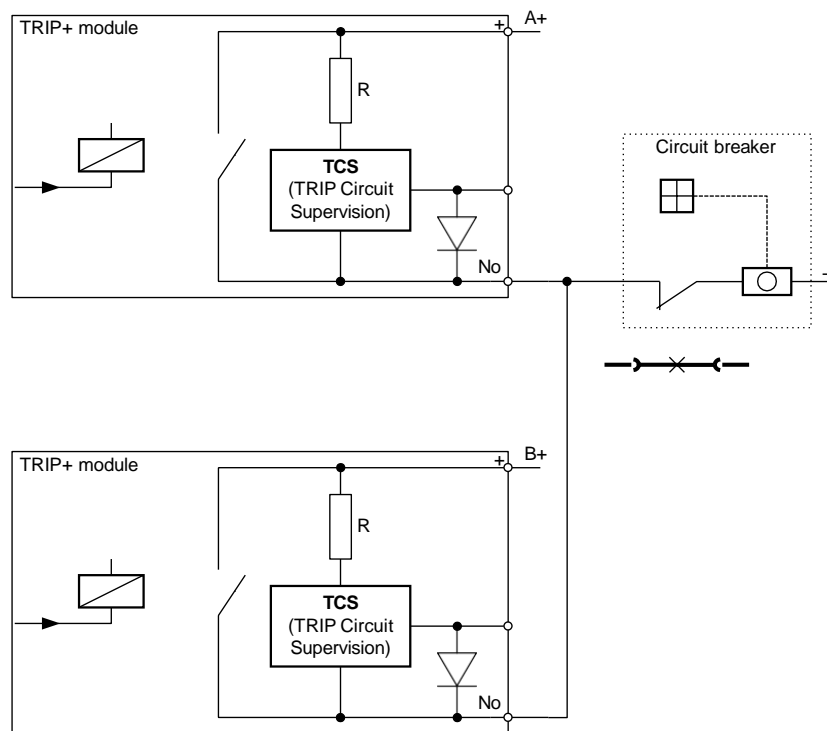 TRIP+ module
+
A+
R
TCS
(TRIP Circuit
Supervision)
No
Circuit breaker
-
TRIP+ module
+
B+
R
TCS
(TRIP Circuit
Supervision)
No